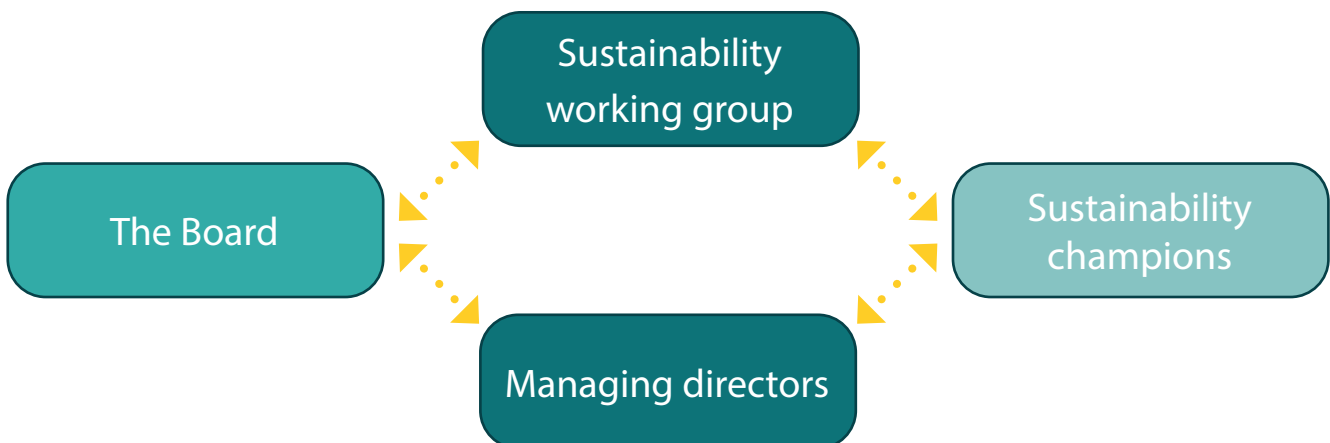 Sustainability
working group
The Board
Sustainability
champions
Managing directors